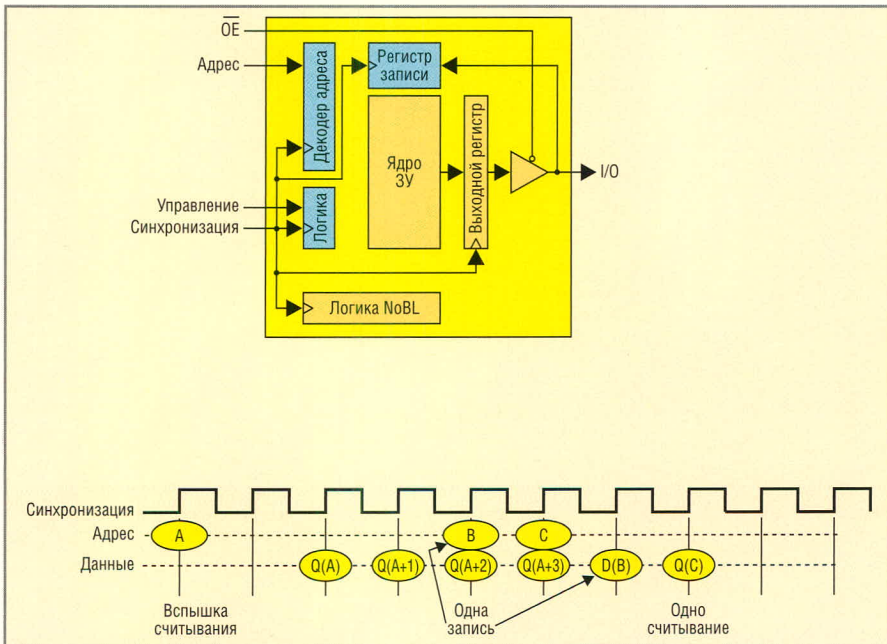 OE
Адрес
Декодер адреса
Регистр
записи
Ядро
ЗУ
Выходной регистр
I/O
Управление
Синхронизация
Логика
Логика NoBL
Синхронизация
Адрес
A
B
C
Данные
Q(A)
Q(A+1)
Q(A+2)
Q(A+3)
D(B)
Q(C)
Вспышка
считывания
Одна
запись
Одно
считывание